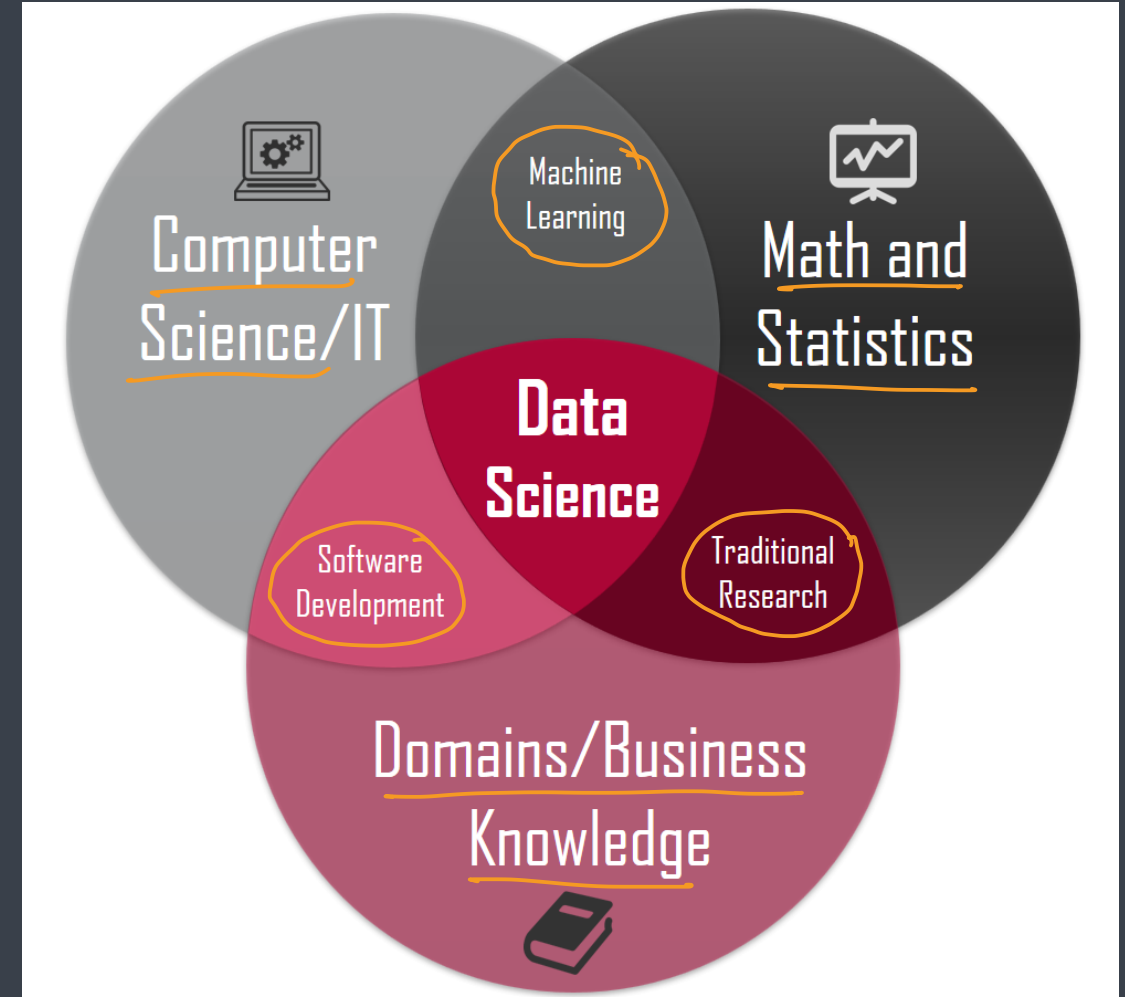 Machine
Learning
Computer
Science/IT
Math and
Statistics
Data
Science
Software
Development
Traditional
Research
Domains/Business
Knowledge